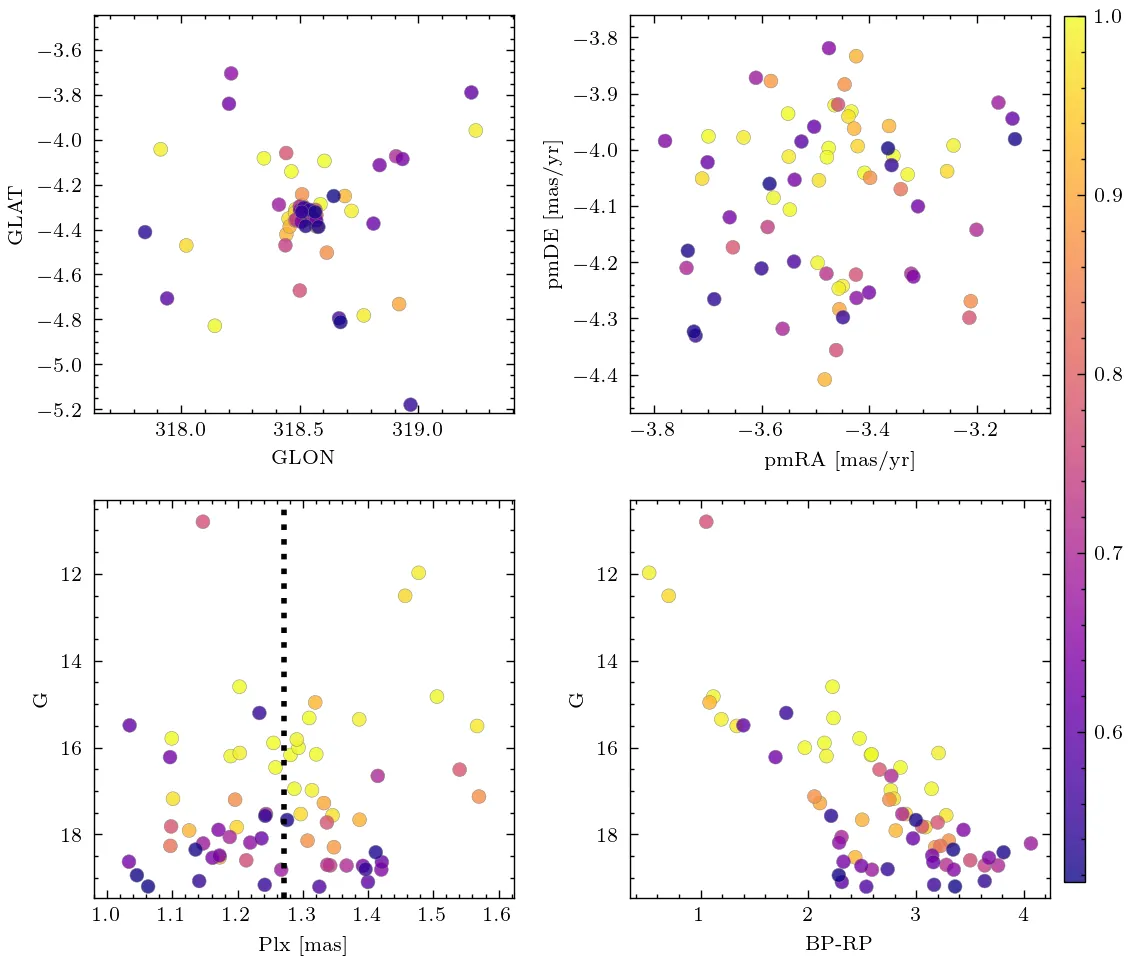 −3.6
−3.8
−4.0
−4.2
−4.4
−4.6
−4.8
−5.0
−5.2
GLAT
318.0 318.5 319.0
GLON
−3.8
−3.9
−4.0
−4.1
−4.2
−4.3
−4.4
pmDE [mas/yr]
−3.8 −3.6 −3.4 −3.2
pmRA [mas/yr]
12
14
16
18
G
1.0 1.1 1.2 1.3 1.4 1.5 1.6
Plx [mas]
12
14
16
18
G
1 2 3 4
BP-RP
1.0
0.9
0.8
0.7
0.6